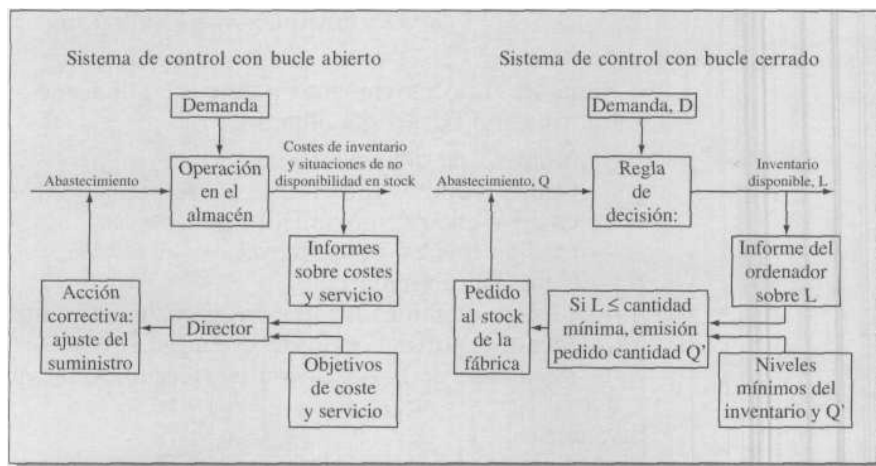 Sistema de control con bucle abierto
Demanda
Abastecimiento
Operación
en el
almacén
Costes de inventario
y situaciones de no
disponibilidad en stock
Informes
sobre costes
y servicio
Acción
correctiva:
ajuste del
suministro
Director
Objetivos
de coste
y servicio
Sistema de control con bucle cerrado
Demanda, D
Abastecimiento, Q
Regla
de
decisión:
Inventario
disponible, L
Informe del
ordenador
sobre L
Pedido
al stock
de la
fábrica
Si L ≤ cantidad
mínima, emisión
pedido cantidad Q'
Niveles
mínimos del
inventario y Q'